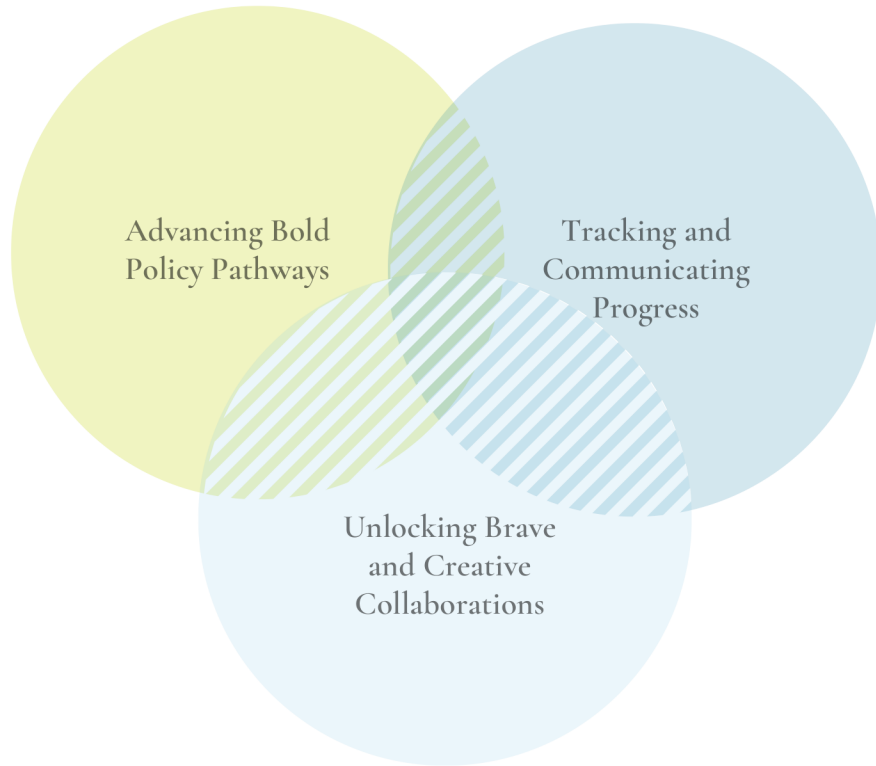 Advancing Bold
Policy Pathways
Tracking and
Communicating
Progress
Unlocking Brave
and Creative
Collaborations